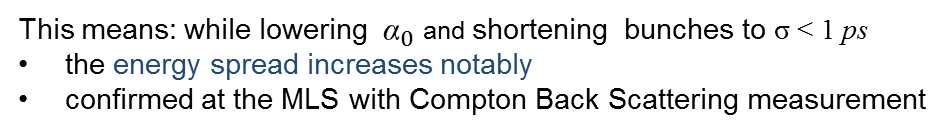 This means: while lowering α₀ and shortening bunches to σ < 1 ps
• the energy spread increases notably
• confirmed at the MLS with Compton Back Scattering measurement